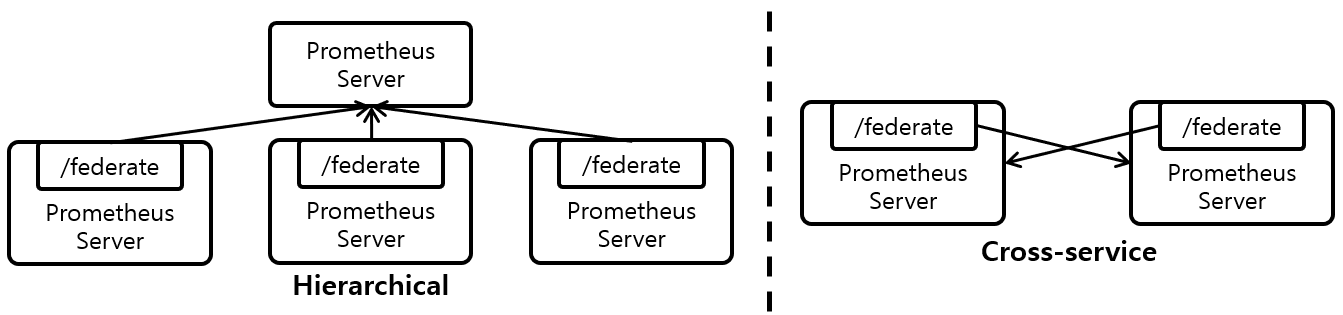 Prometheus
Server
/federate
Prometheus
Server
/federate
Prometheus
Server
/federate
Prometheus
Server
Hierarchical
/federate
Prometheus
Server
/federate
Prometheus
Server
Cross-service